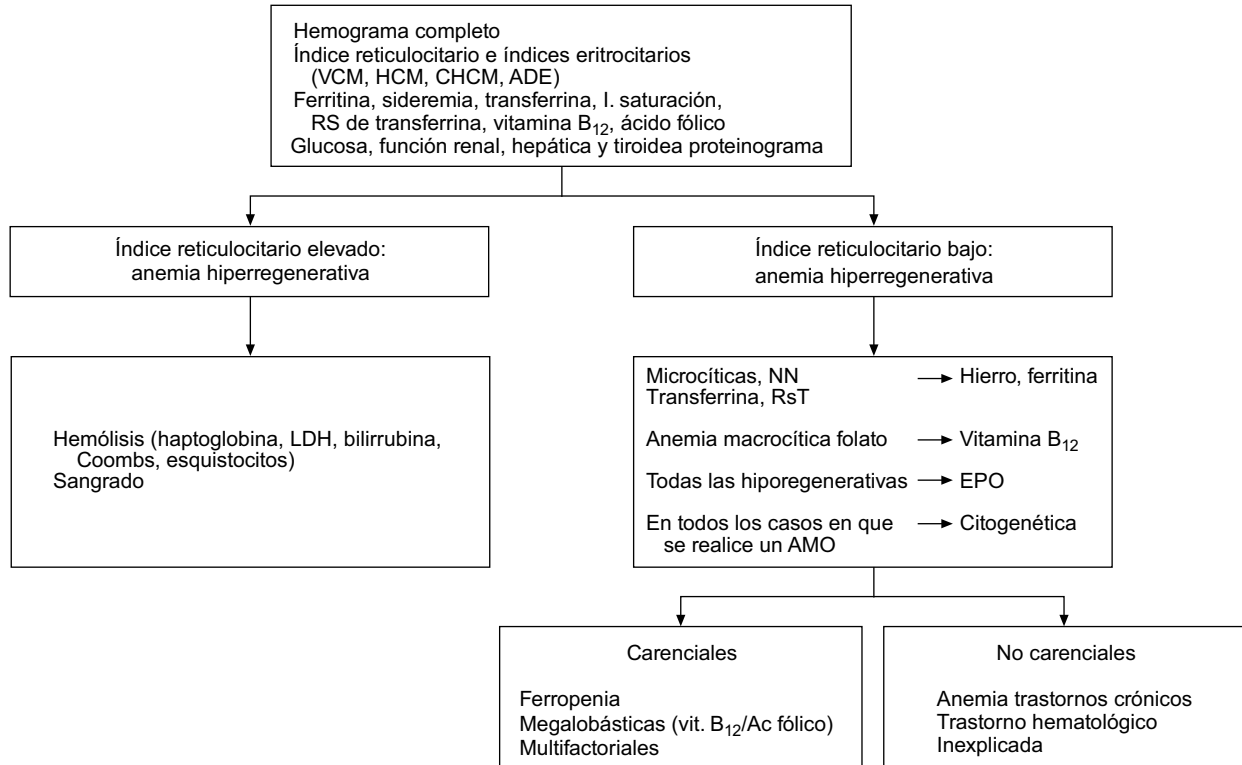 Hemograma completo
Índice reticulocitario e índices eritrocitarios
(VCM, HCM, CHCM, ADE)
Ferritina, sideremia, transferrina, I. saturación,
RS de transferrina, vitamina B12, ácido fólico
Glucosa, función renal, hepática y tiroidea proteinograma
Índice reticulocitario elevado:
anemia hiperregenerativa
Índice reticulocitario bajo:
anemia hiperregenerativa
Hemólisis (haptoglobina, LDH, bilirrubina,
Coombs, esquistocitos)
Sangrado
Microcíticas, NN → Hierro, ferritina
Transferrina, RsT
Anemia macrocítica folato → Vitamina B12
Todas las hiporegenerativas → EPO
En todos los casos en que → Citogenética
se realice un AMO
Carenciales
Ferropenia
Megalobásticas (vit. B12/Ac fólico)
Multifactoriales
No carenciales
Anemia trastornos crónicos
Trastorno hematológico
Inexplicada